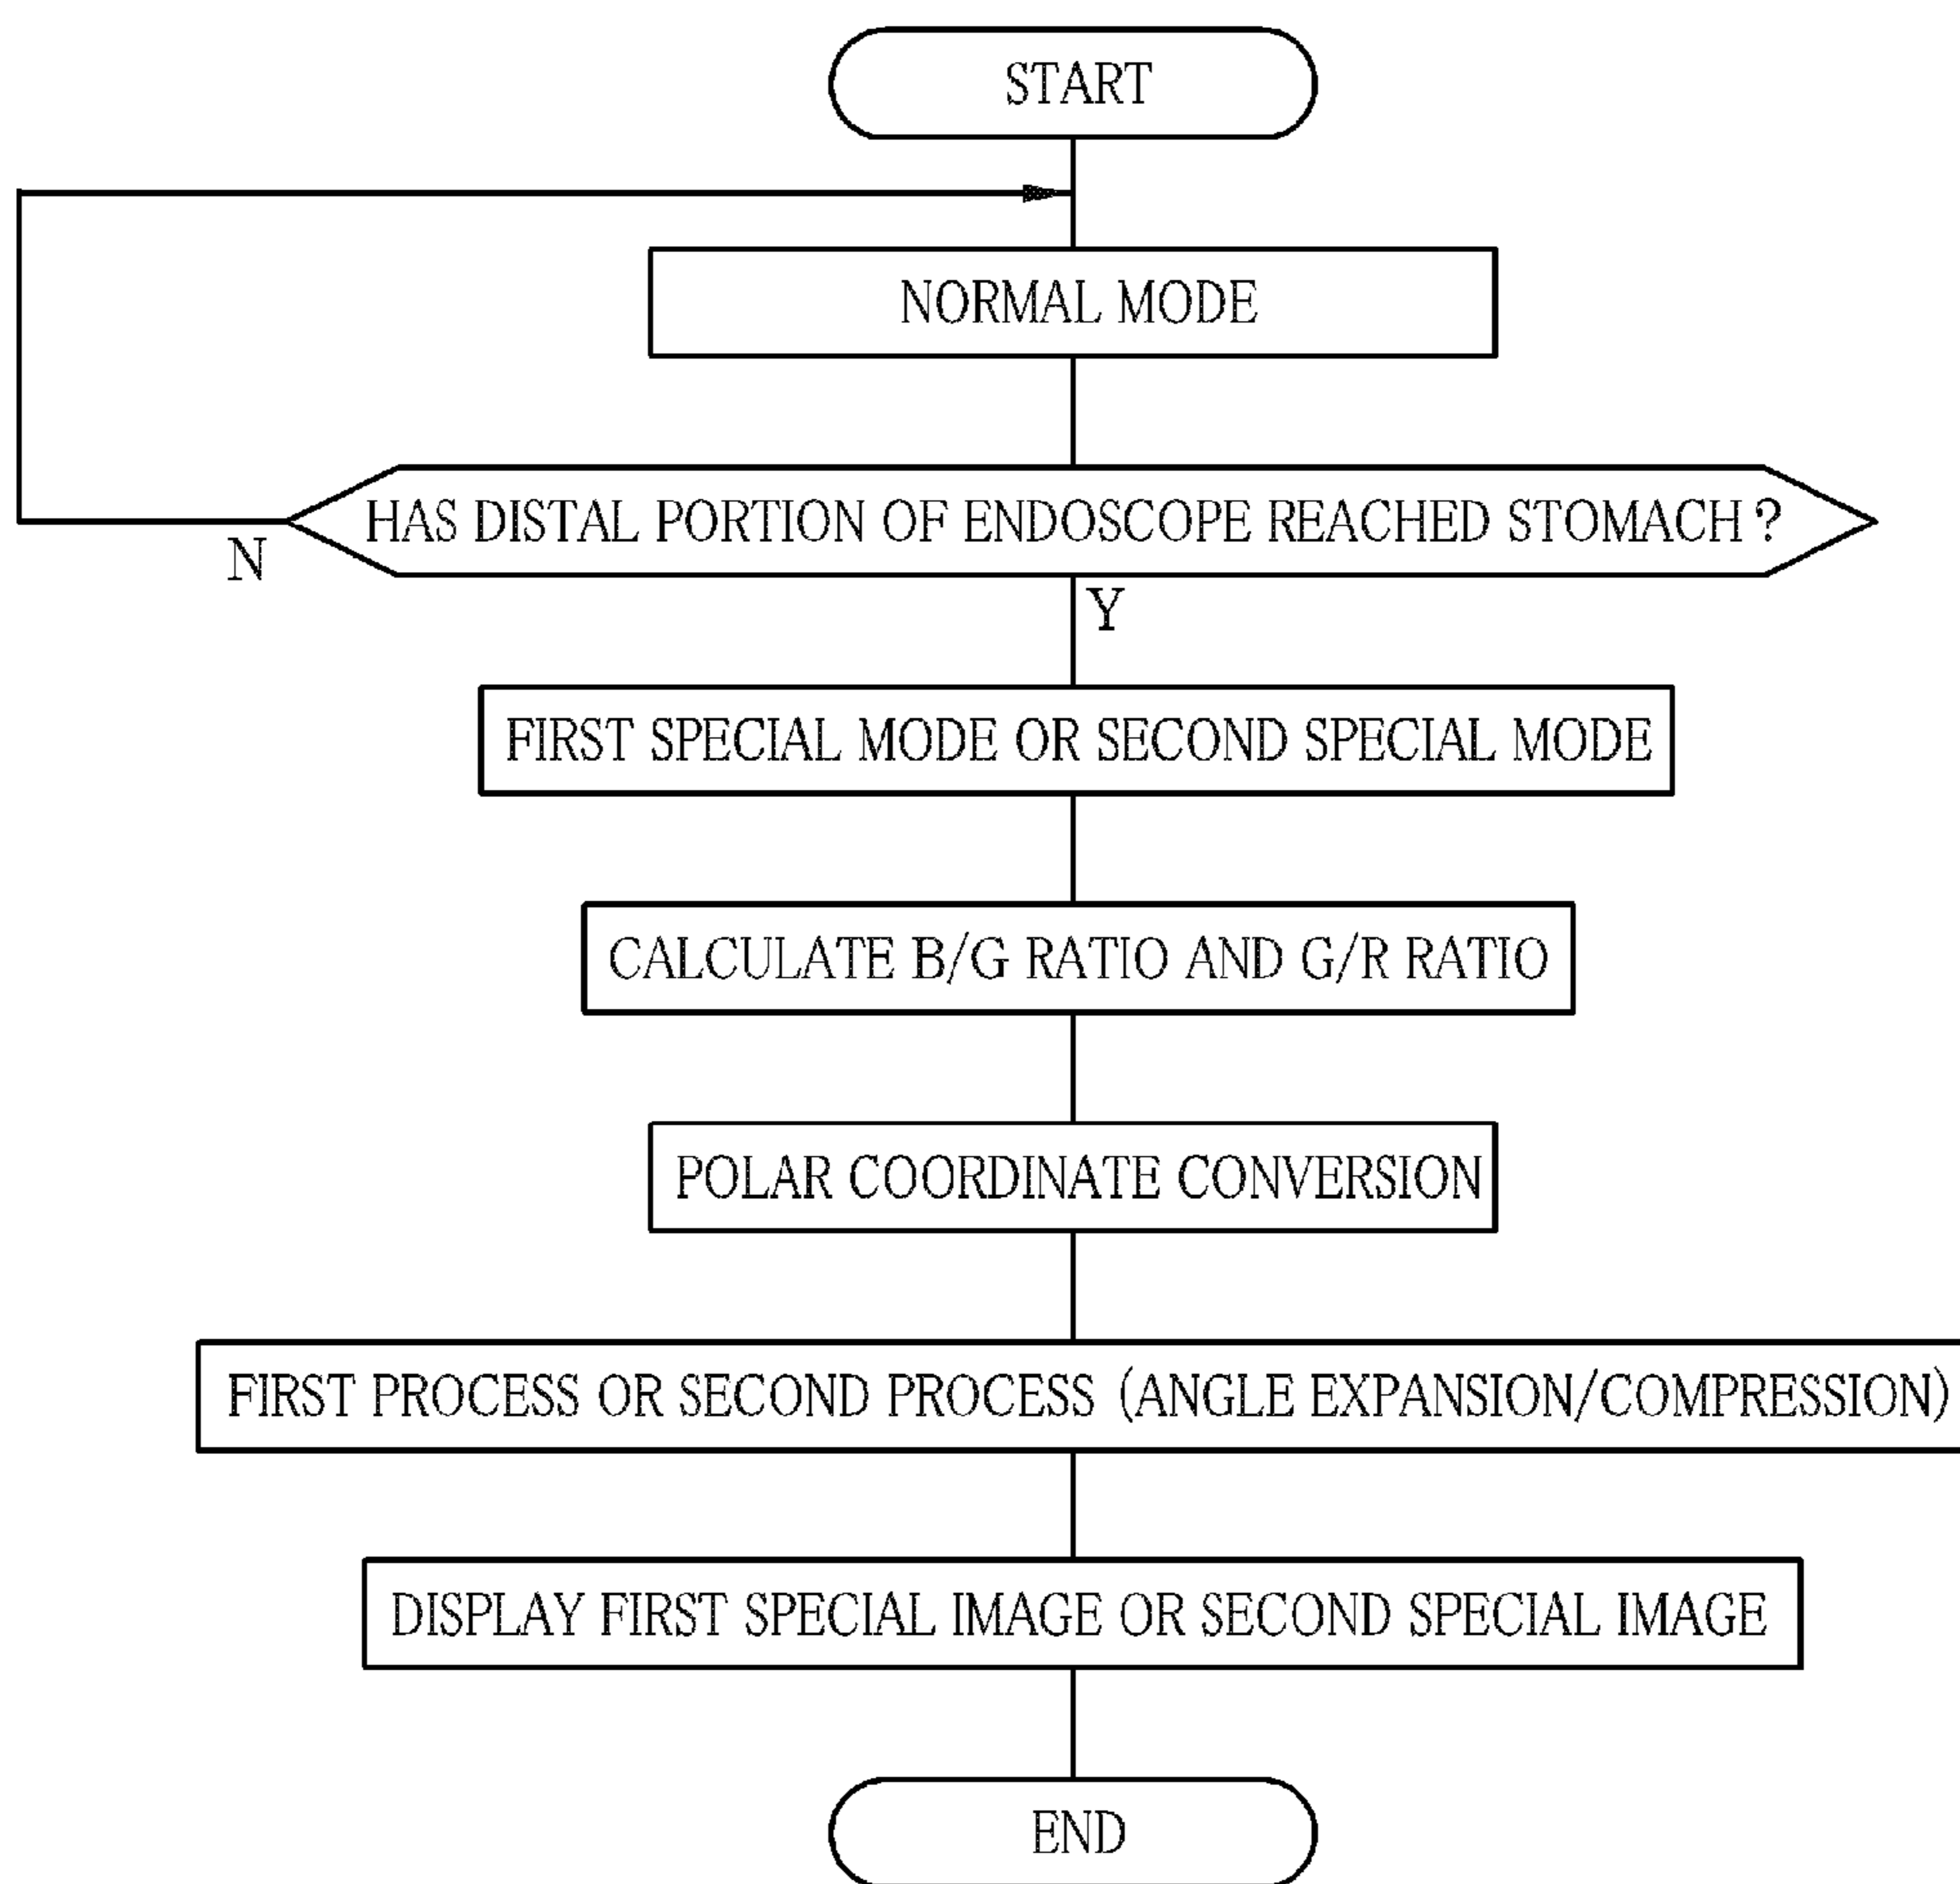 START
NORMAL MODE
HAS DISTAL PORTION OF ENDOSCOPE REACHED STOMACH?
N
Y
FIRST SPECIAL MODE OR SECOND SPECIAL MODE
CALCULATE B/G RATIO AND G/R RATIO
POLAR COORDINATE CONVERSION
FIRST PROCESS OR SECOND PROCESS (ANGLE EXPANSION/COMPRESSION)
DISPLAY FIRST SPECIAL IMAGE OR SECOND SPECIAL IMAGE
END